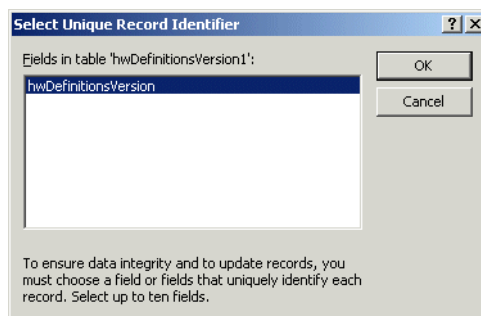 Select Unique Record Identifier
Fields in table 'hwDefinitionsVersion1':
OK
hwDefinitionsVersion
Cancel
To ensure data integrity and to update records, you
must choose a field or fields that uniquely identify each
record. Select up to ten fields.